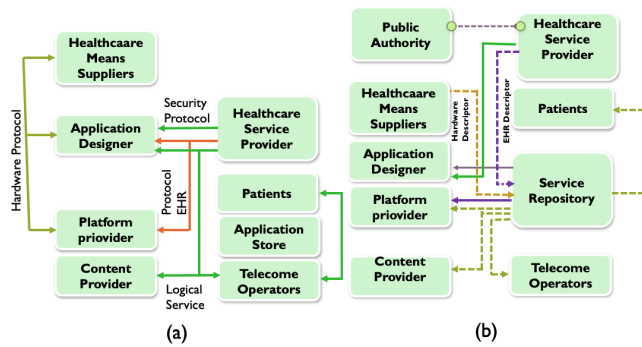 Healthcaare
Means
Suppliers
Hardware Protocol
Application
Designer
Security
Protocol
Healthcare
Service
Provider
Protocol
EHR
Patients
Platform
priovider
Application
Store
Content
Provider
Logical
Service
Telecome
Operators
(a)
Public
Authority
Healthcare
Service
Provider
Healthcaare
Means
Suppliers
Hardware
Descriptor
EHR Descriptor
Patients
Application
Designer
Platform
priovider
Service
Repository
Content
Provider
Telecome
Operators
(b)